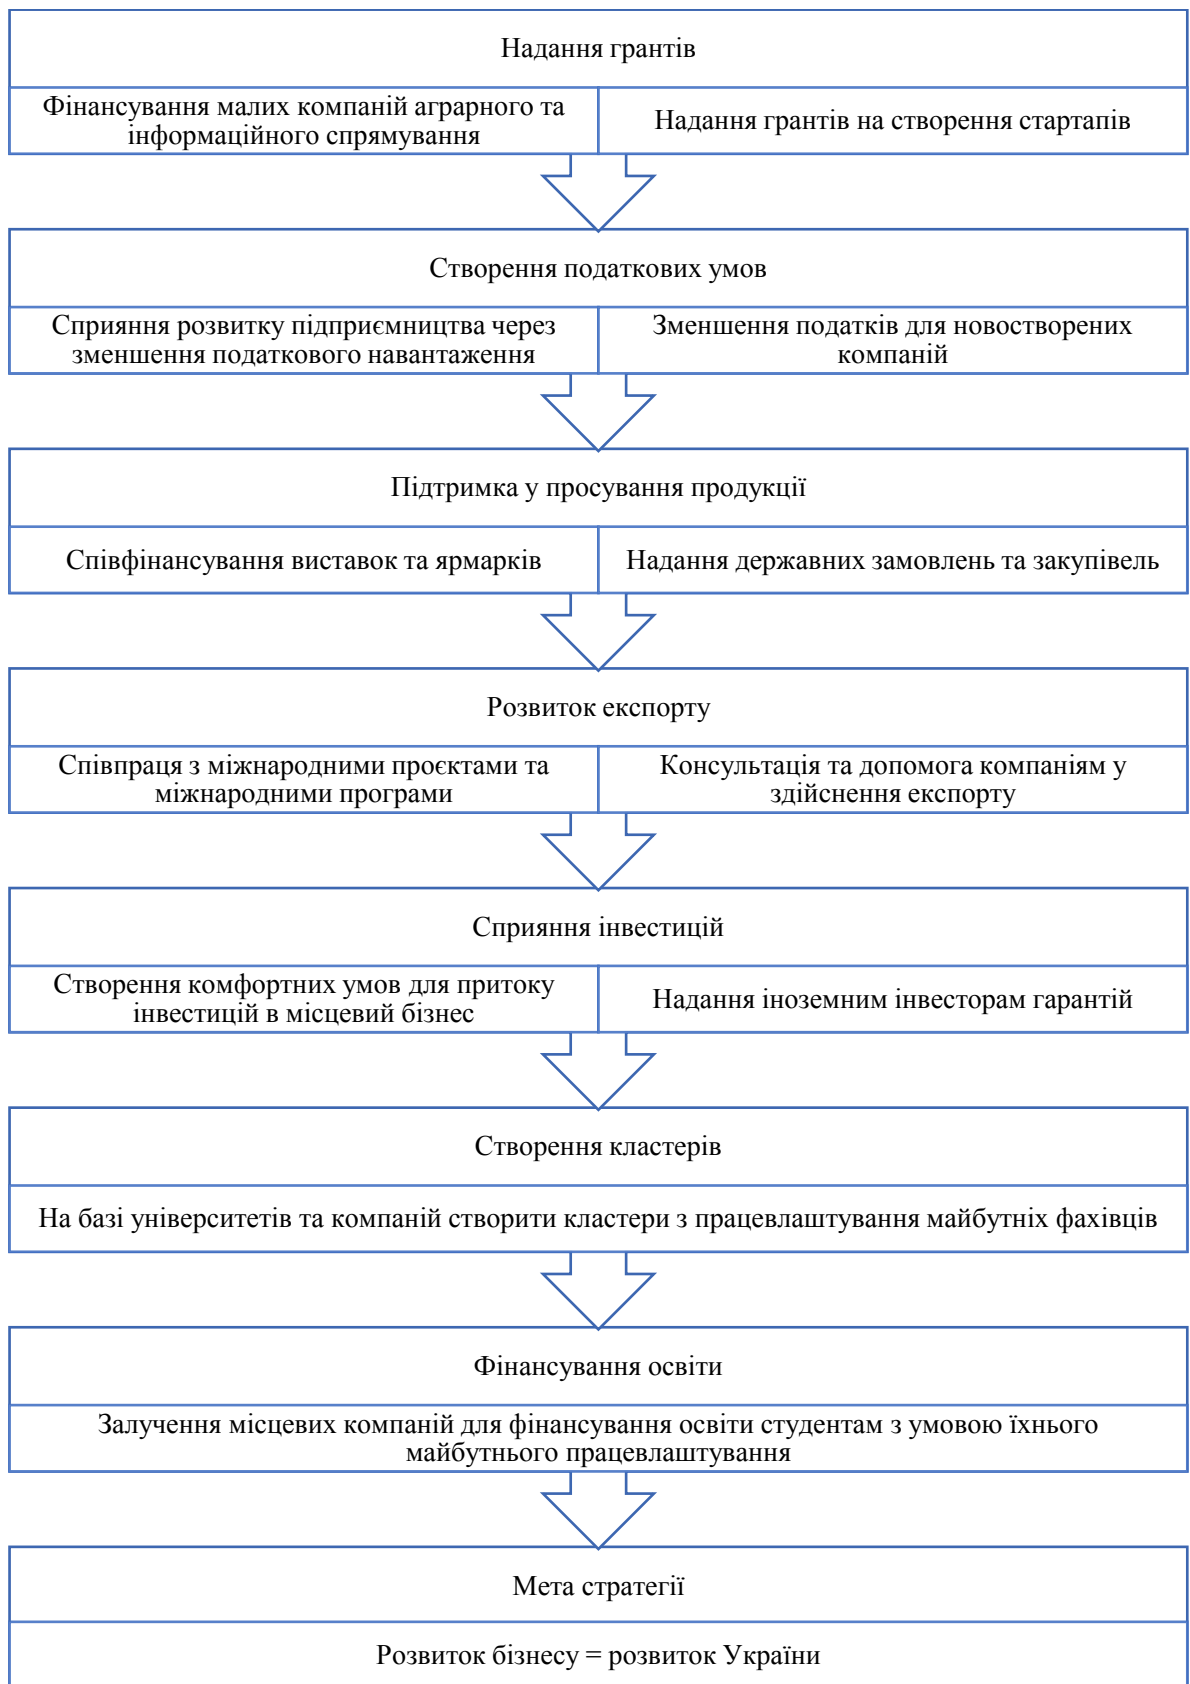 Надання грантів
Фінансування малих компаній аграрного та
інформаційного спрямування
Надання грантів на створення стартапів
Створення податкових умов
Сприяння розвитку підприємництва через
зменшення податкового навантаження
Зменшення податків для новостворених
компаній
Підтримка у просування продукції
Співфінансування виставок та ярмарків
Надання державних замовлень та закупівель
Розвиток експорту
Співпраця з міжнародними проєктами та
міжнародними програми
Консультація та допомога компаніям у
здійснення експорту
Сприяння інвестицій
Створення комфортних умов для притоку
інвестицій в місцевий бізнес
Надання іноземним інвесторам гарантій
Створення кластерів
На базі університетів та компаній створити кластери з працевлаштування майбутніх фахівців
Фінансування освіти
Залучення місцевих компаній для фінансування освіти студентам з умовою їхнього
майбутнього працевлаштування
Мета стратегії
Розвиток бізнесу = розвиток України